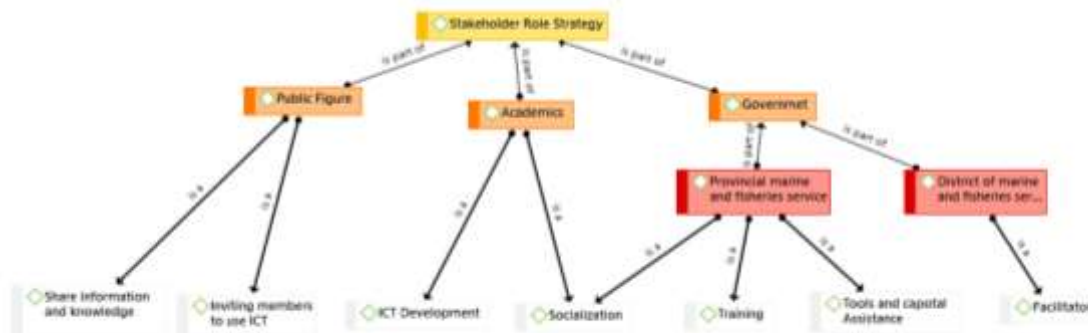 Stakeholder Role Strategy
is part of
is part of
is part of
Public Figure
Academics
Governmet
is part of
is part of
Provincial marine
and fisheries service
District of marine
and fisheries ser...
is a
is a
is a
is a
is a
is a
is a
is a
Share information
and knowledge
Inviting members
to use ICT
ICT Development
Socialization
Training
Tools and capotal
Assistance
Facilitator